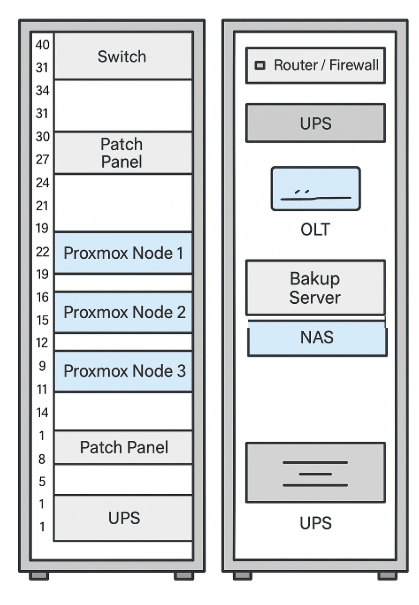 40
Switch
31
34
31
30
Patch
Panel
27
24
21
19
22
Proxmox Node 1
19
16
Proxmox Node 2
15
12
9
Proxmox Node 3
11
14
1
Patch Panel
8
5
1
UPS
1
Router / Firewall
UPS
OLT
Bakup
Server
NAS
UPS